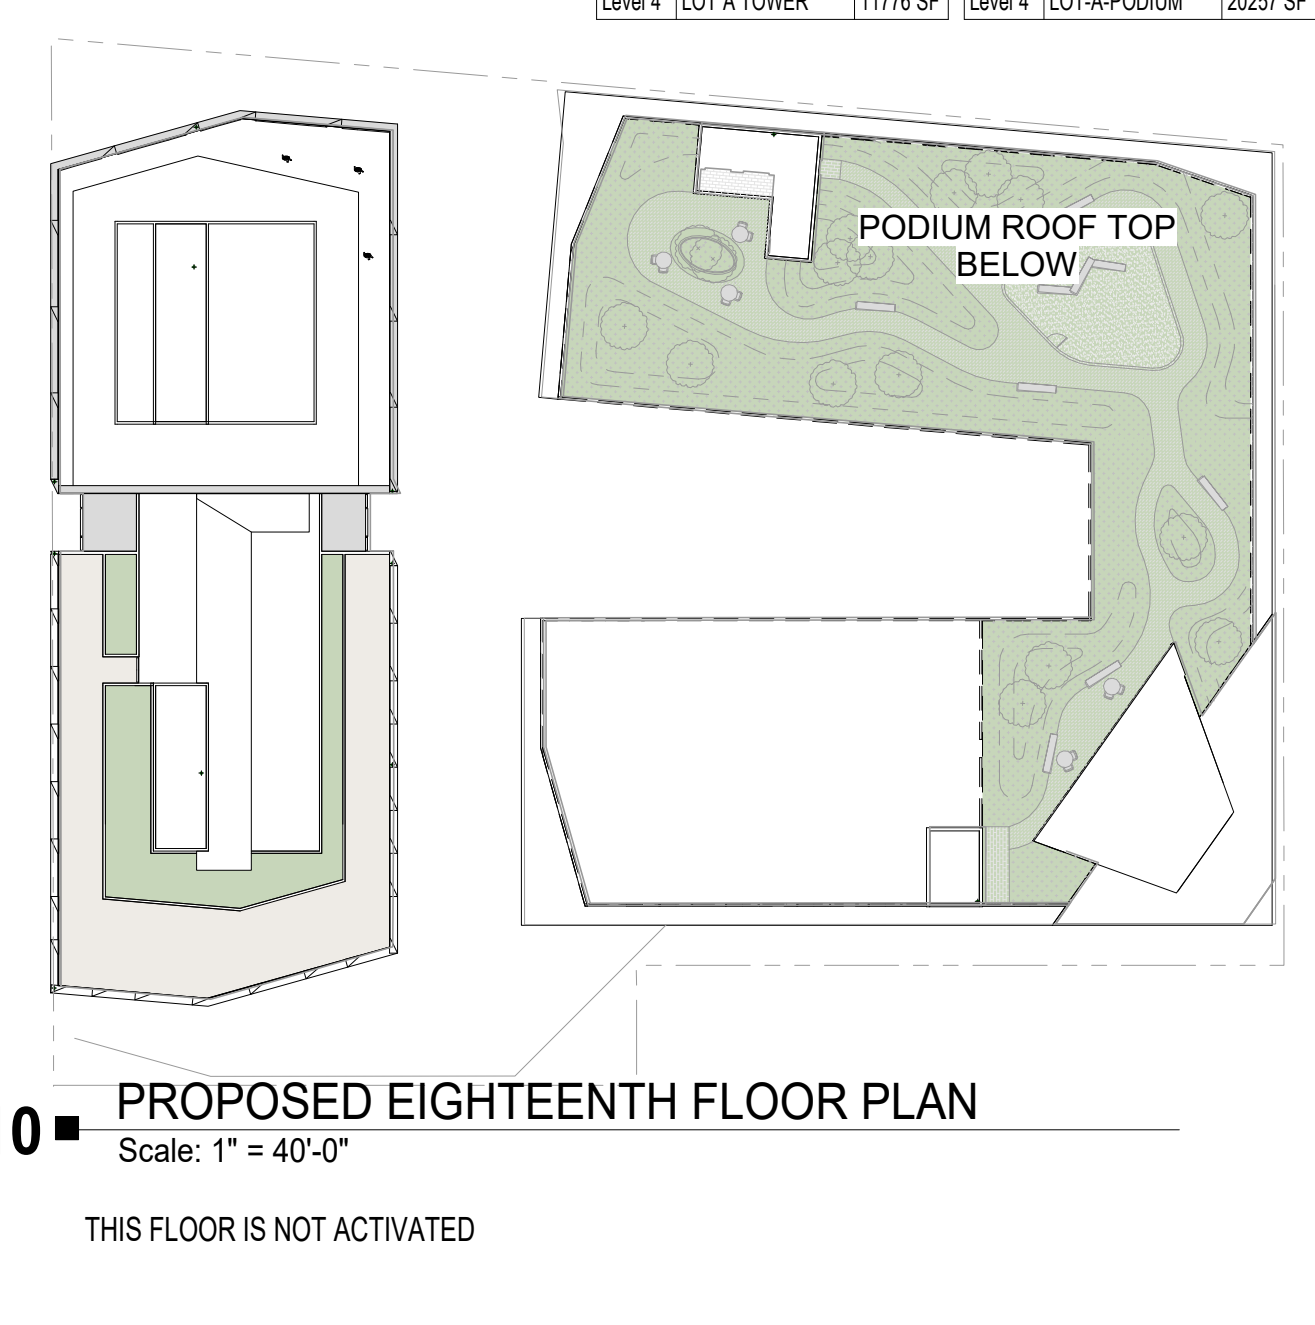 Level 4 LOT A TOWER 11776 SF Level 4 LOT-A-PODIUM 20257 SF
PODIUM ROOF TOP
BELOW
0 PROPOSED EIGHTEENTH FLOOR PLAN
Scale: 1" = 40'-0"
THIS FLOOR IS NOT ACTIVATED